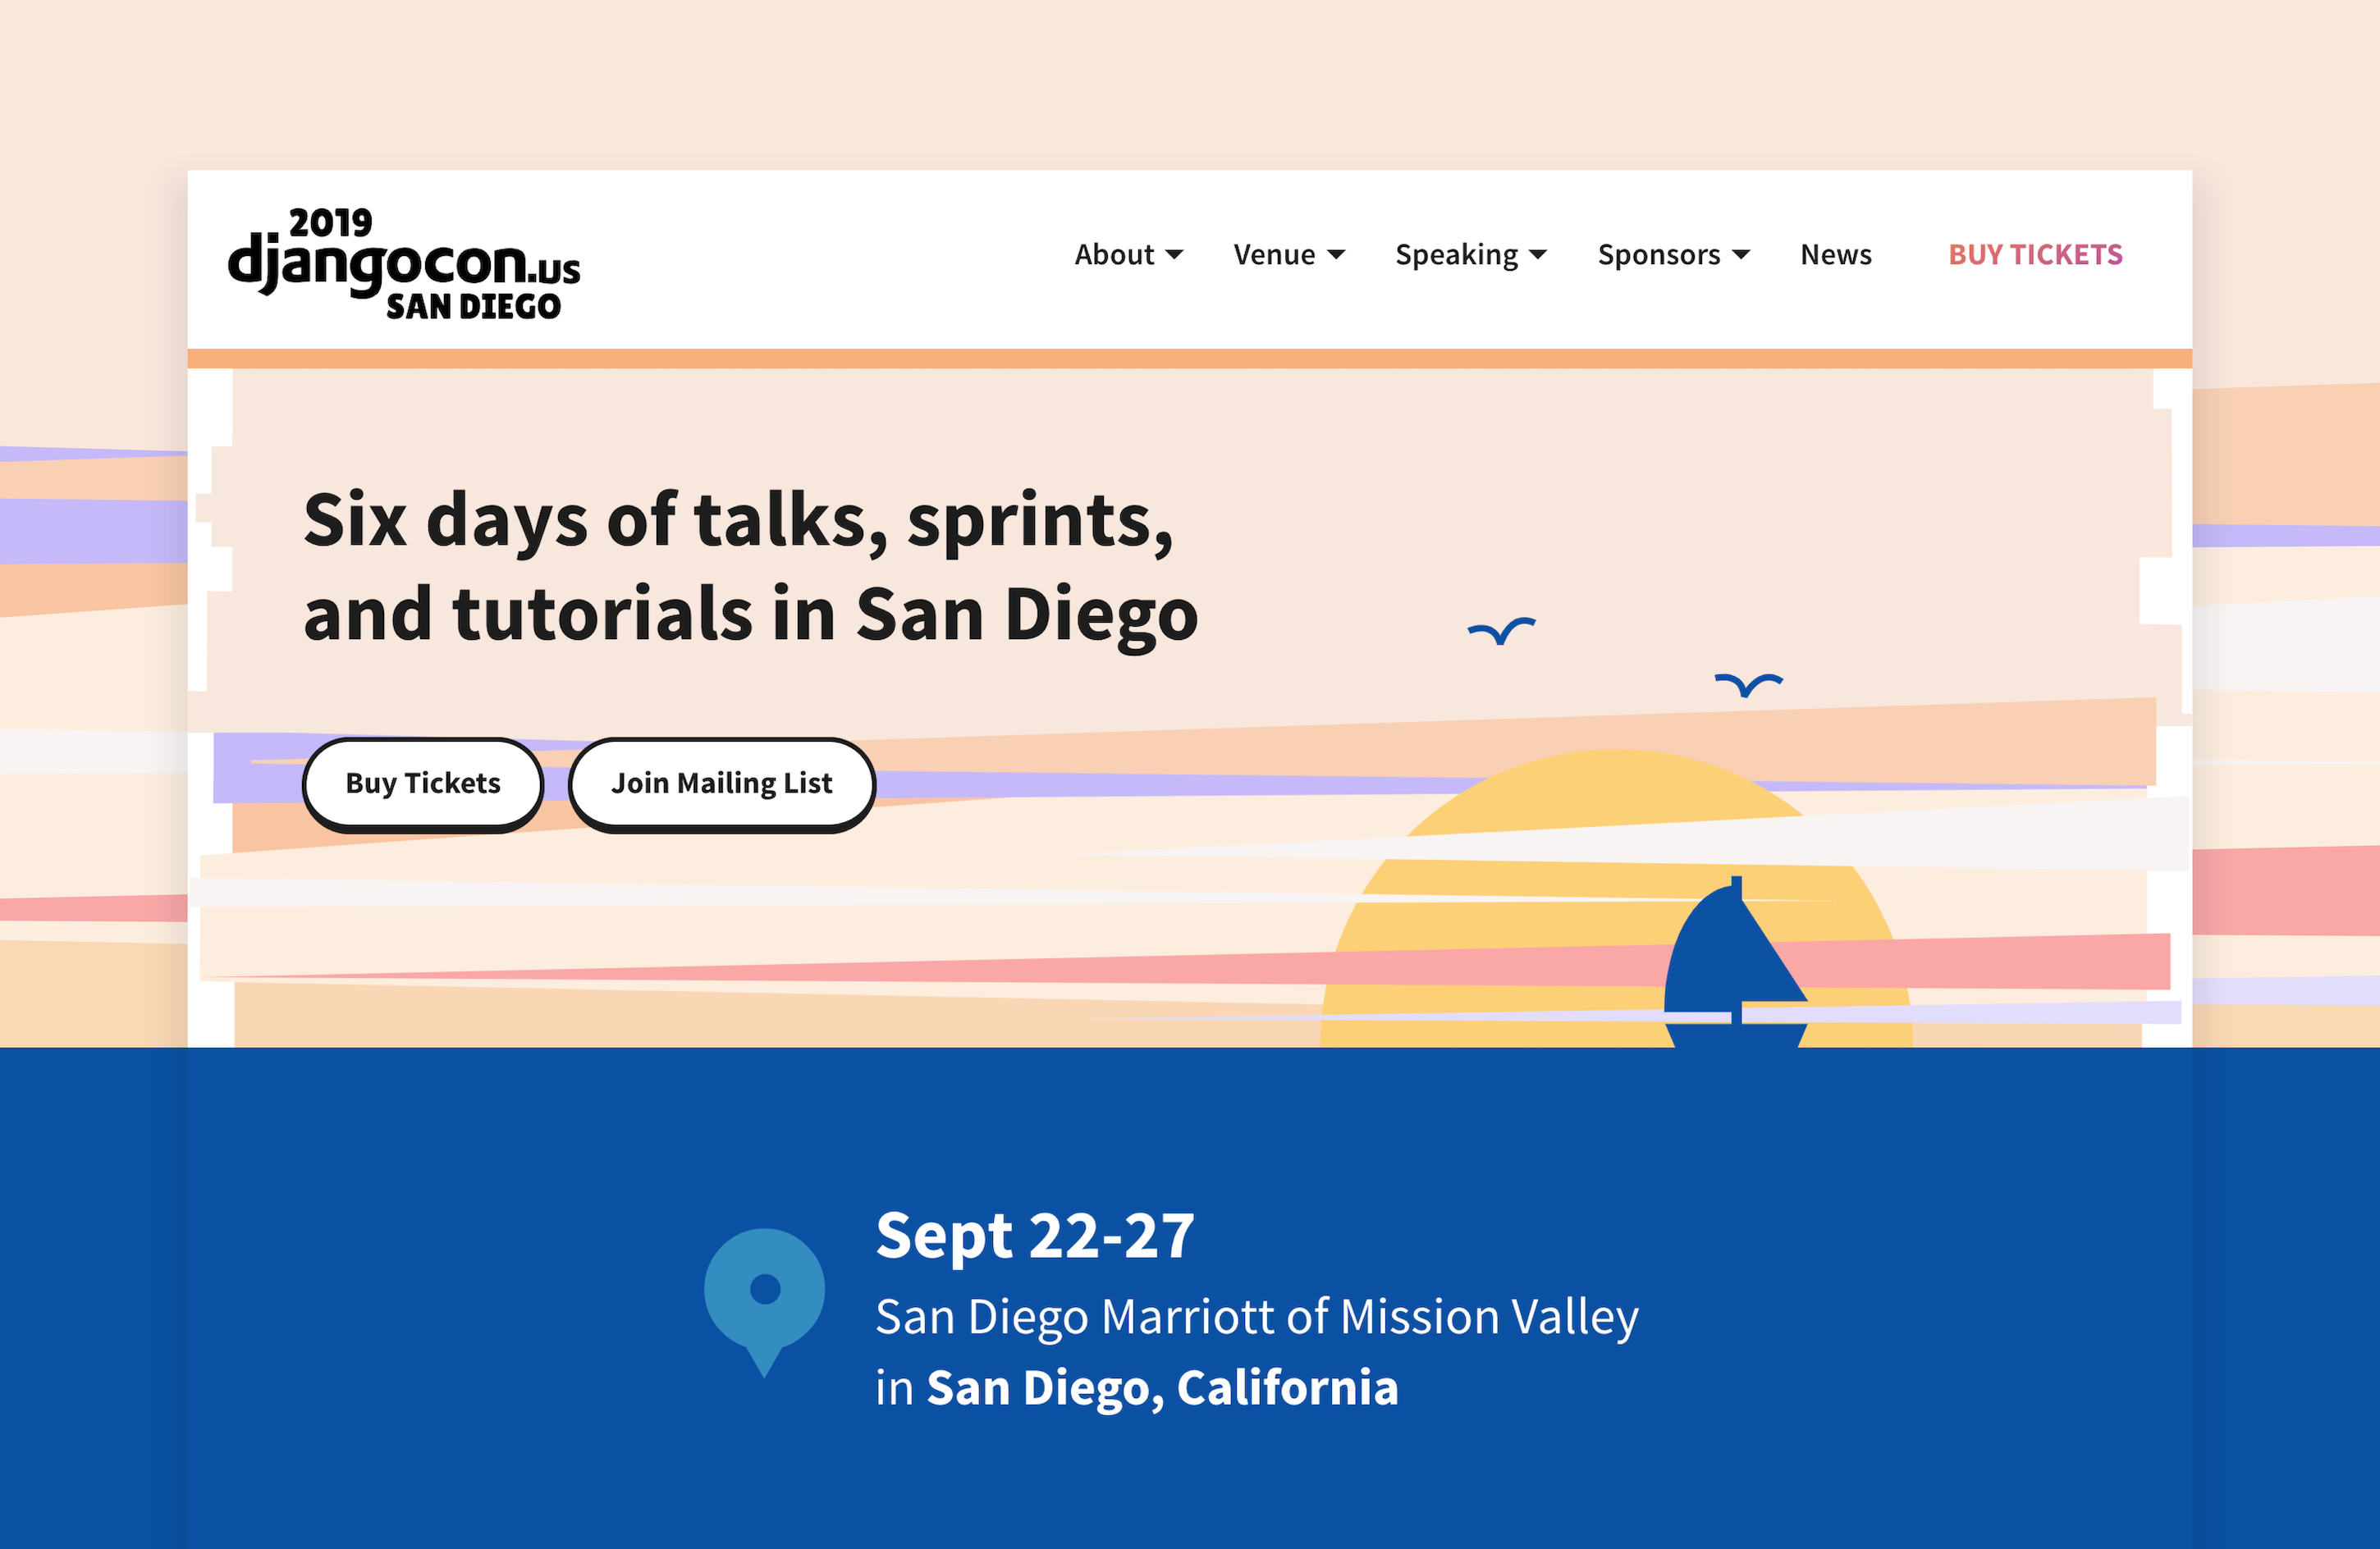 2019
djangocon.us
SAN DIEGO
About
Venue
Speaking
Sponsors
News
BUY TICKETS
Six days of talks, sprints,
and tutorials in San Diego
Buy Tickets
Join Mailing List
Sept 22-27
San Diego Marriott of Mission Valley
in San Diego, California